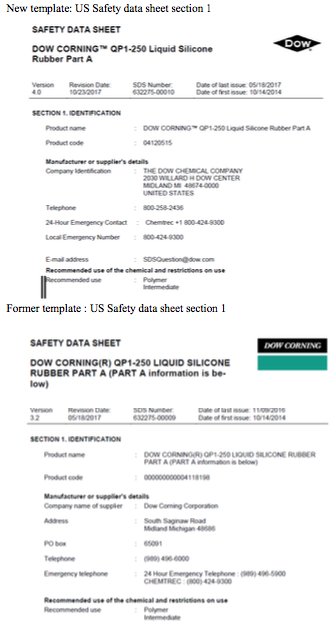 New template: US Safety data sheet section 1
SAFETY DATA SHEET
DOW CORNING™ QP1-250 Liquid Silicone
Rubber Part A
DOW
Version Revision Date: SDS Number: Date of last issue: 05/18/2017
4.0 10/23/2017 632275-00010 Date of first issue: 10/14/2014
SECTION 1. IDENTIFICATION
Product name : DOW CORNING™ QP1-250 Liquid Silicone Rubber Part A
Product code : 04120515
Manufacturer or supplier's details
Company Identification : THE DOW CHEMICAL COMPANY
2030 WILLARD H DOW CENTER
MIDLAND MI 48674-0000
UNITED STATES
Telephone : 800-258-2436
24-Hour Emergency Contact : Chemtrec +1 800-424-9300
Local Emergency Number : 800-424-9300
E-mail address : SDSQuestion@dow.com
Recommended use of the chemical and restrictions on use
Recommended use : Polymer
Intermediate
Former template : US Safety data sheet section 1
SAFETY DATA SHEET
DOW CORNING
DOW CORNING(R) QP1-250 LIQUID SILICONE
RUBBER PART A (PART A information is be-
low)
Version Revision Date: SDS Number: Date of last issue: 11/09/2016
3.2 05/18/2017 632275-00009 Date of first issue: 10/14/2014
SECTION 1. IDENTIFICATION
Product name : DOW CORNING(R) QP1-250 LIQUID SILICONE RUBBER
PART A (PART A information is below)
Product code : 000000000004118198
Manufacturer or supplier's details
Company name of supplier : Dow Corning Corporation
Address : South Saginaw Road
Midland Michigan 48686
PO box : 65091
Telephone : (989) 496-6000
Emergency telephone : 24 Hour Emergency Telephone : (989) 496-5900
CHEMTREC : (800) 424-9300
Recommended use of the chemical and restrictions on use
Recommended use : Polymer
Intermediate